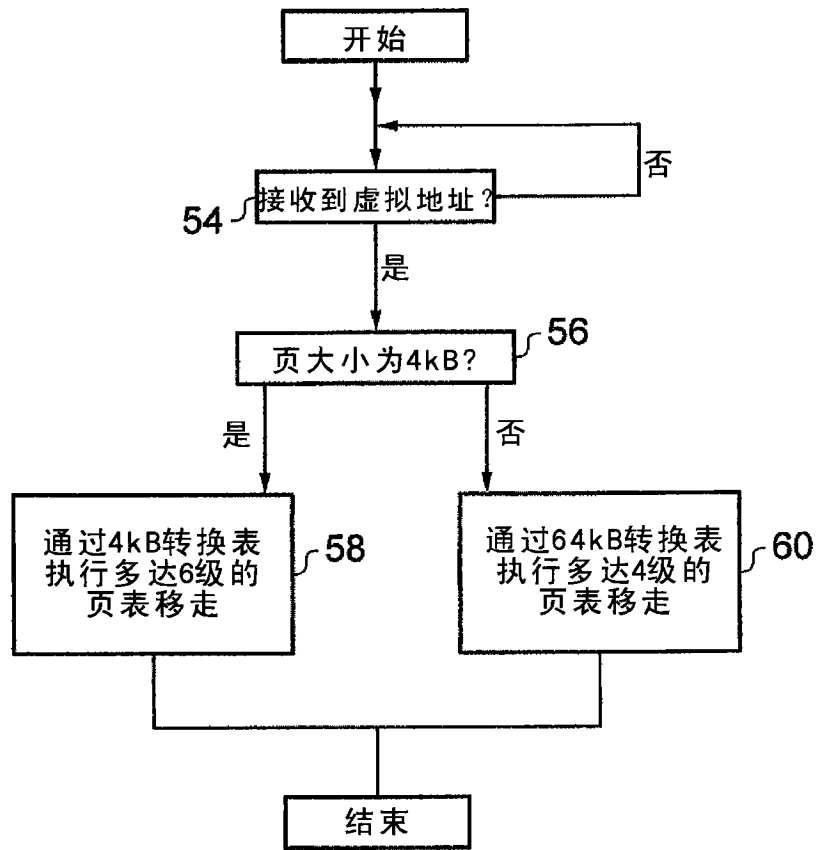 开始
否
54
接收到虚拟地址?
是
56
页大小为4kB?
是
否
通过4kB转换表
执行多达6级的
页表移走
58
通过64kB转换表
执行多达4级的
页表移走
60
结束